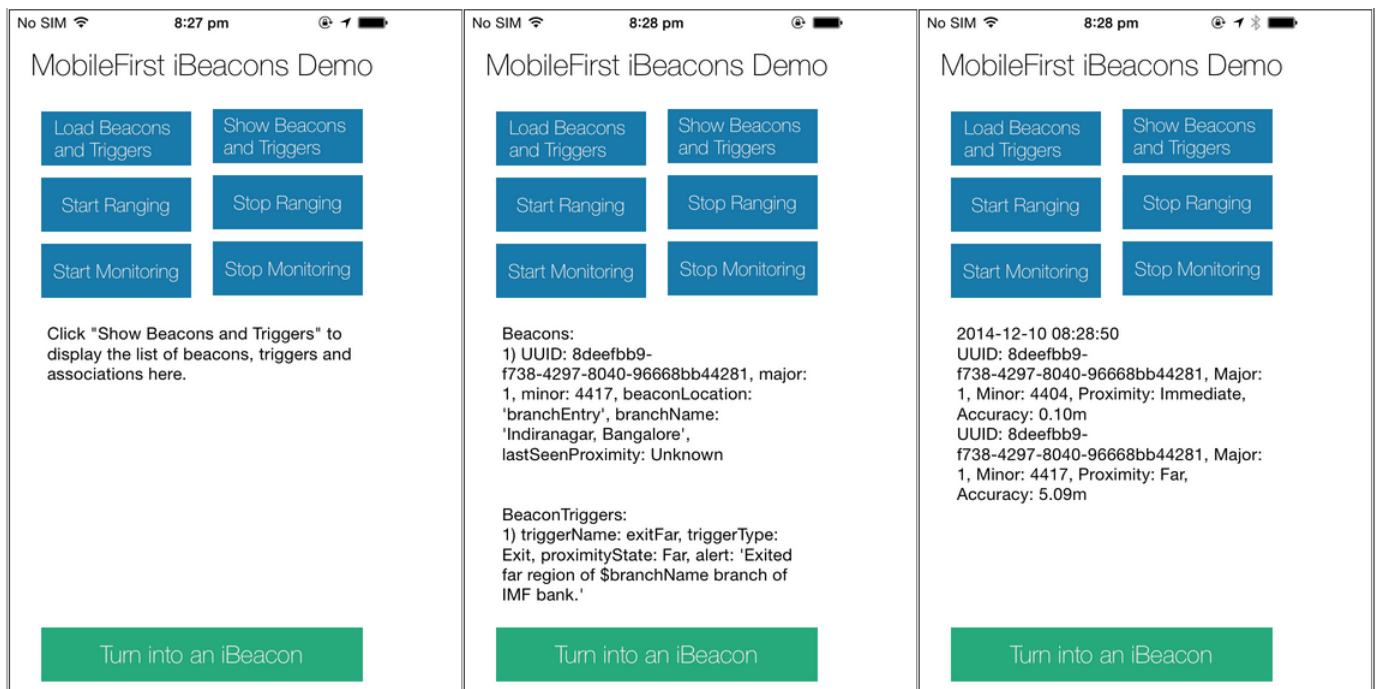 No SIM 8:27 pm
MobileFirst iBeacons Demo
Load Beacons
and Triggers
Show Beacons
and Triggers
Start Ranging
Stop Ranging
Start Monitoring
Stop Monitoring
Click "Show Beacons and Triggers" to
display the list of beacons, triggers and
associations here.
Turn into an iBeacon
No SIM 8:28 pm
MobileFirst iBeacons Demo
Load Beacons
and Triggers
Show Beacons
and Triggers
Start Ranging
Stop Ranging
Start Monitoring
Stop Monitoring
Beacons:
1) UUID: 8deefbb9-
f738-4297-8040-96668bb44281, major:
1, minor: 4417, beaconLocation:
'branchEntry', branchName:
'Indiranagar, Bangalore',
lastSeenProximity: Unknown
BeaconTriggers:
1) triggerName: exitFar, triggerType:
Exit, proximityState: Far, alert: 'Exited
far region of $branchName branch of
IMF bank.'
Turn into an iBeacon
No SIM 8:28 pm
MobileFirst iBeacons Demo
Load Beacons
and Triggers
Show Beacons
and Triggers
Start Ranging
Stop Ranging
Start Monitoring
Stop Monitoring
2014-12-10 08:28:50
UUID: 8deefbb9-
f738-4297-8040-96668bb44281, Major:
1, Minor: 4404, Proximity: Immediate,
Accuracy: 0.10m
UUID: 8deefbb9-
f738-4297-8040-96668bb44281, Major:
1, Minor: 4417, Proximity: Far,
Accuracy: 5.09m
Turn into an iBeacon